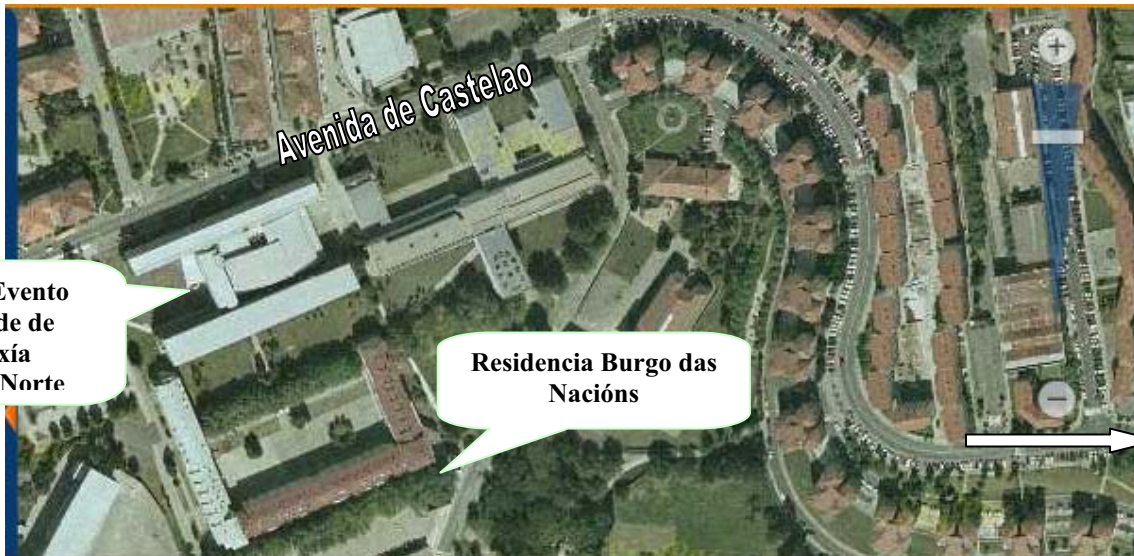 Avenida de Castelao
Evento
de de
xía
Norte
Residencia Burgo das
Nacións